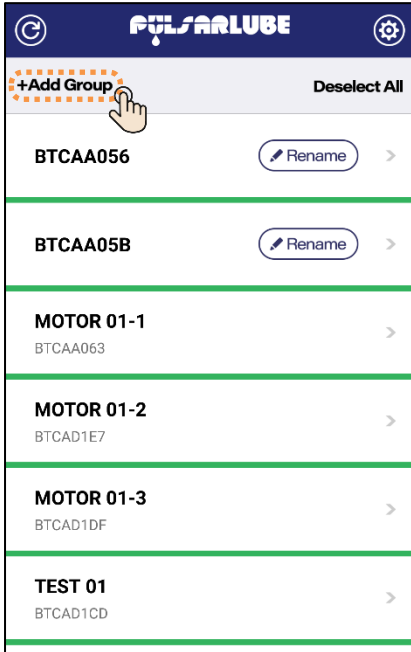 PULSARLUBE
+Add Group
Deselect All
BTCAA056
Rename
BTCAA05B
Rename
MOTOR 01-1
BTCAA063
MOTOR 01-2
BTCAD1E7
MOTOR 01-3
BTCAD1DF
TEST 01
BTCAD1CD